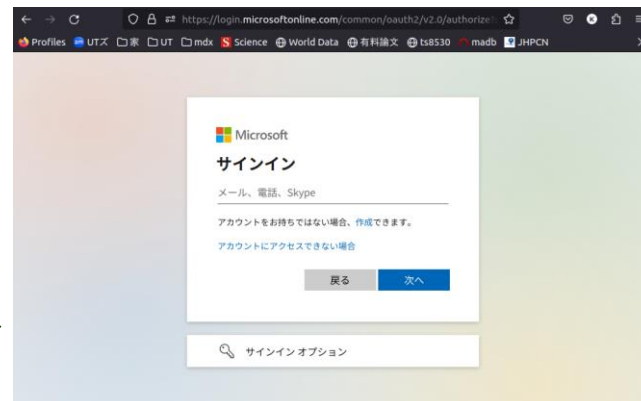 https://login.microsoftonline.com/common/oauth2/v2.0/authorize
Profiles UTズ 家 UT mdx Science World Data 有料論文 ts8530 madb JHPCN
Microsoft
サインイン
メール、電話、Skype
アカウントをお持ちではない場合、作成できます。
アカウントにアクセスできない場合
戻る 次へ
サインイン オプション